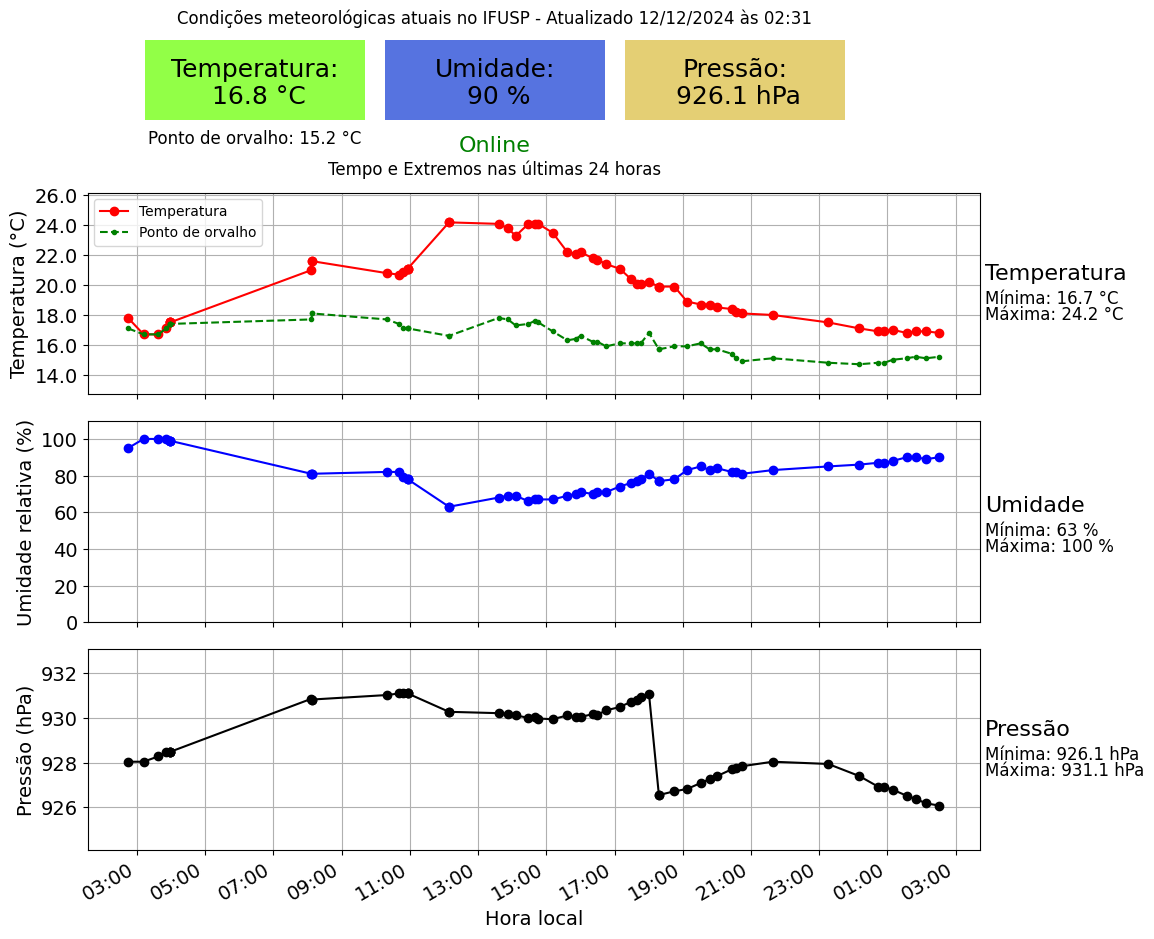 Condições meteorológicas atuais no IFUSP - Atualizado 12/12/2024 às 02:31
Temperatura:
16.8 °C
Umidade:
90 %
Pressão:
926.1 hPa
Ponto de orvalho: 15.2 °C
Online
Tempo e Extremos nas últimas 24 horas
Temperatura (°C)
26.0
24.0
22.0
20.0
18.0
16.0
14.0
Temperatura
Ponto de orvalho
Temperatura
Mínima: 16.7 °C
Máxima: 24.2 °C
Umidade relativa (%)
100
80
60
40
20
0
Umidade
Mínima: 63 %
Máxima: 100 %
Pressão (hPa)
932
930
928
926
Pressão
Mínima: 926.1 hPa
Máxima: 931.1 hPa
03:00 05:00 07:00 09:00 11:00 13:00 15:00 17:00 19:00 21:00 23:00 01:00 03:00
Hora local